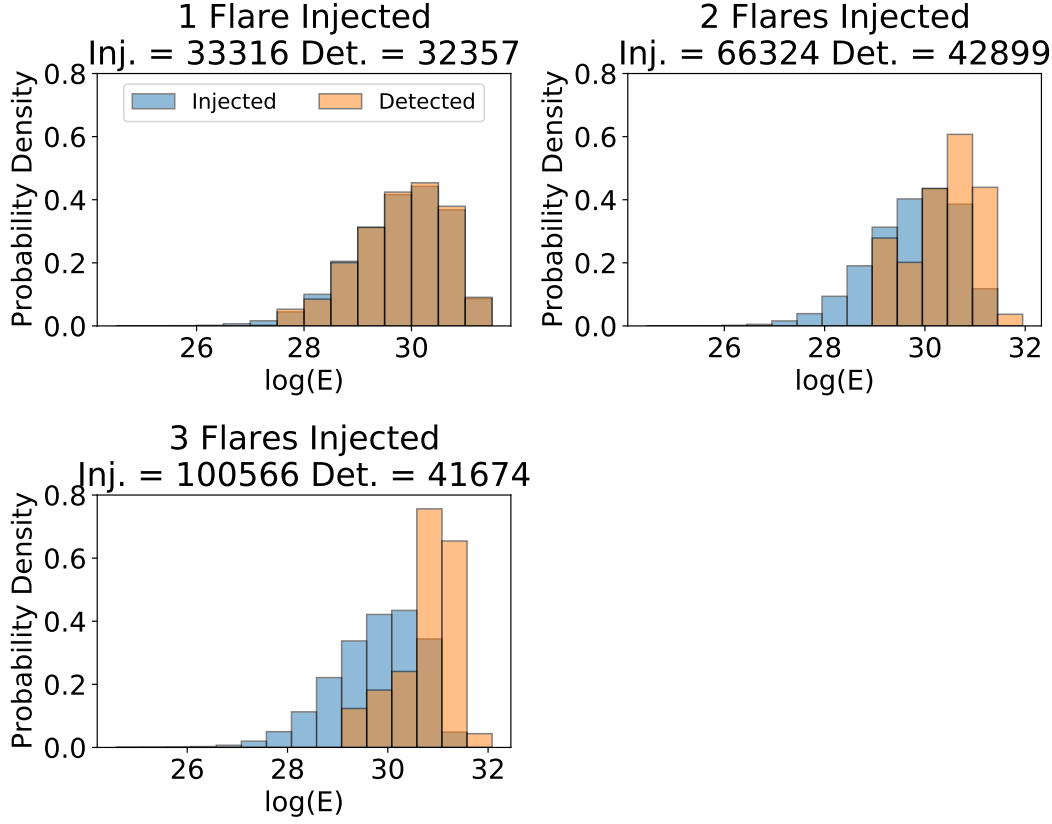 1 Flare Injected
Inj. = 33316 Det. = 32357
Probability Density
0.8
0.6
0.4
0.2
0.0
Injected
Detected
26 28 30
log(E)
2 Flares Injected
Inj. = 66324 Det. = 42899
Probability Density
0.8
0.6
0.4
0.2
0.0
26 28 30 32
log(E)
3 Flares Injected
Inj. = 100566 Det. = 41674
Probability Density
0.8
0.6
0.4
0.2
0.0
26 28 30 32
log(E)